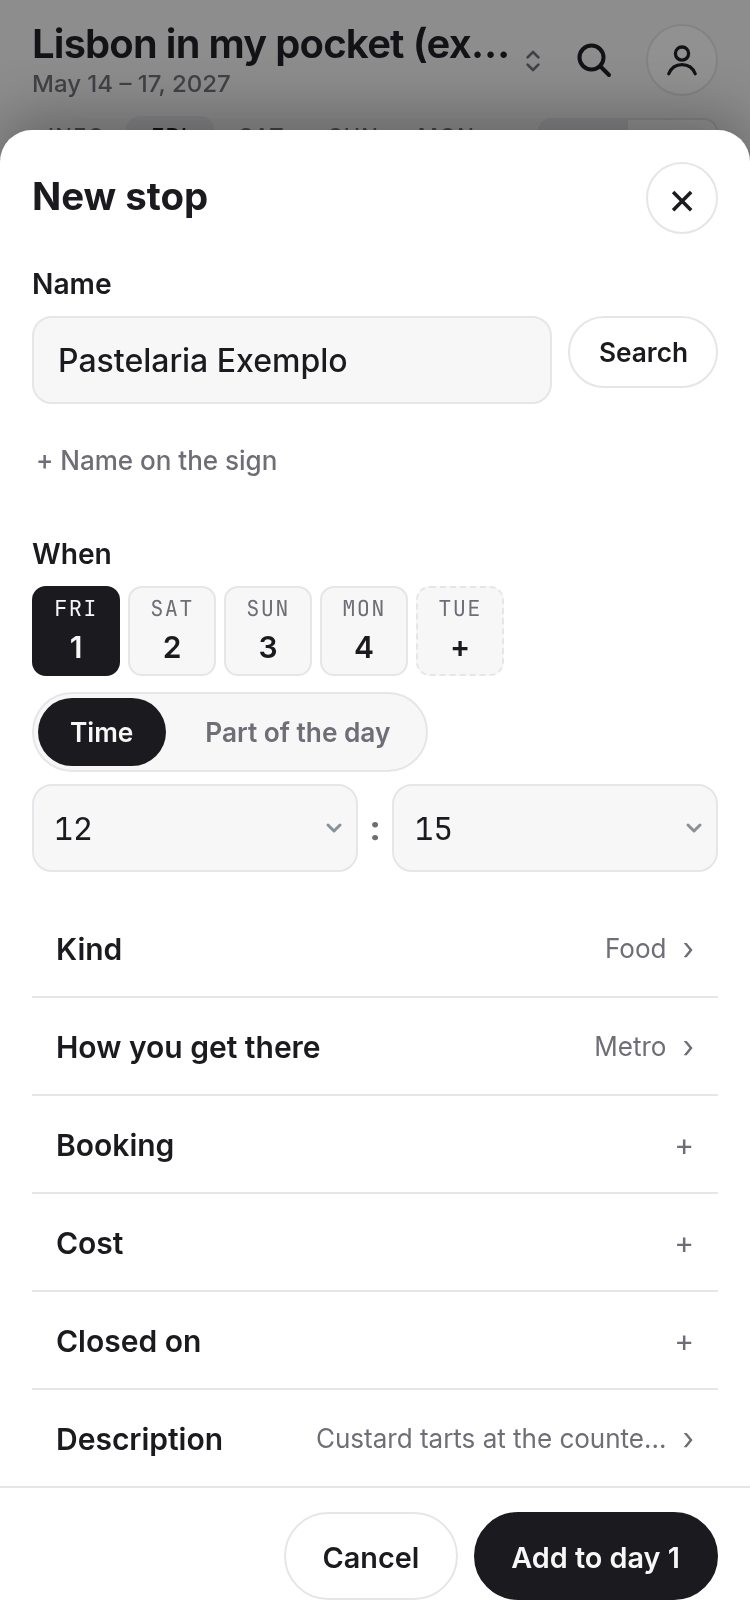 Lisbon in my pocket (ex...
May 14 – 17, 2027
New stop
×
Name
Pastelaria Exemplo
Search
+ Name on the sign
When
FRI SAT SUN MON TUE
1 2 3 4 +
Time Part of the day
12 : 15
Kind Food ›
How you get there Metro ›
Booking +
Cost +
Closed on +
Description Custard tarts at the counte... ›
Cancel Add to day 1